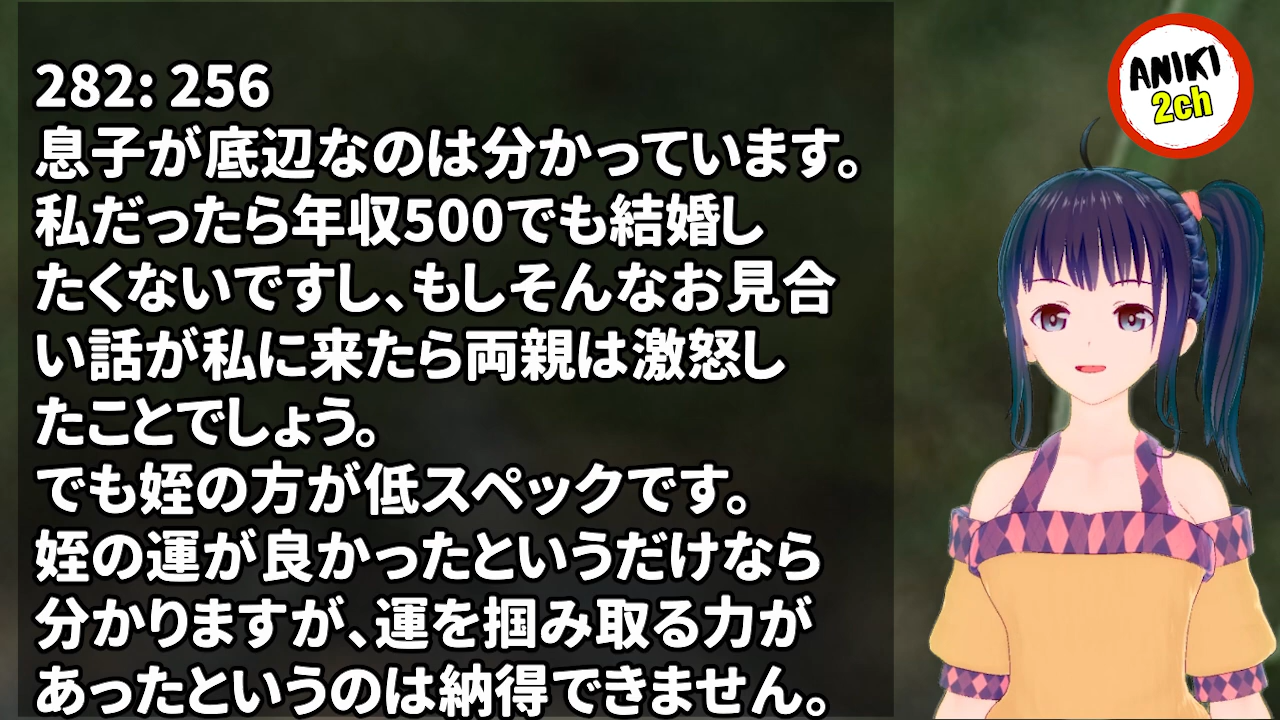 282: 256
息子が底辺なのは分かっています。
私だったら年収500でも結婚し
たくないですし、もしそんなお見合
い話が私に来たら両親は激怒し
たことでしょう。
でも姪の方が低スペックです。
姪の運が良かったというだけなら
分かりますが、運を掴み取る力が
あったというのは納得できません。
ANIKI
2ch